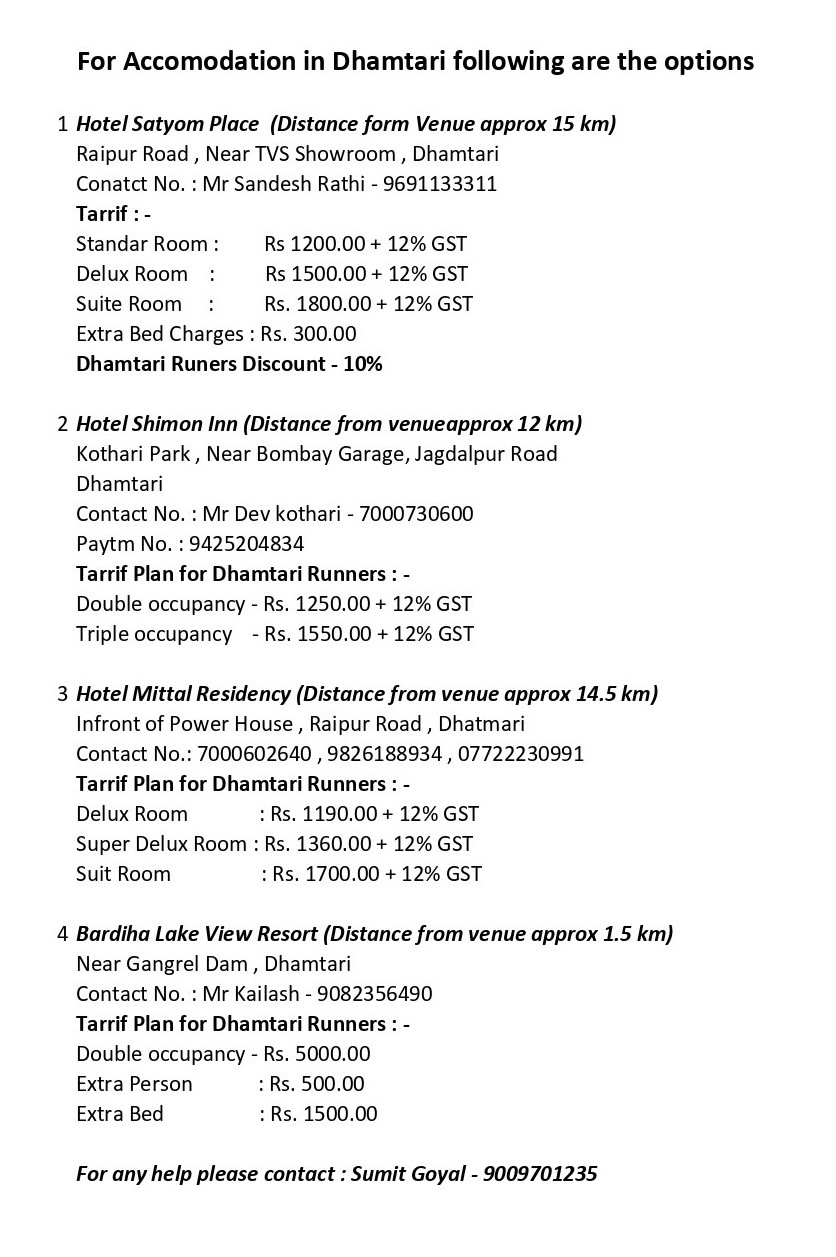 For Accomodation in Dhamtari following are the options
1 Hotel Satyom Place (Distance form Venue approx 15 km)
Raipur Road , Near TVS Showroom , Dhamtari
Conatct No. : Mr Sandesh Rathi - 9691133311
Tarrif : -
Standar Room : Rs 1200.00 + 12% GST
Delux Room : Rs 1500.00 + 12% GST
Suite Room : Rs. 1800.00 + 12% GST
Extra Bed Charges : Rs. 300.00
Dhamtari Runers Discount - 10%
2 Hotel Shimon Inn (Distance from venueapprox 12 km)
Kothari Park , Near Bombay Garage, Jagdalpur Road
Dhamtari
Contact No. : Mr Dev kothari - 7000730600
Paytm No. : 9425204834
Tarrif Plan for Dhamtari Runners : -
Double occupancy - Rs. 1250.00 + 12% GST
Triple occupancy - Rs. 1550.00 + 12% GST
3 Hotel Mittal Residency (Distance from venue approx 14.5 km)
Infront of Power House , Raipur Road , Dhatmari
Contact No.: 7000602640 , 9826188934 , 07722230991
Tarrif Plan for Dhamtari Runners : -
Delux Room : Rs. 1190.00 + 12% GST
Super Delux Room : Rs. 1360.00 + 12% GST
Suit Room : Rs. 1700.00 + 12% GST
4 Bardiha Lake View Resort (Distance from venue approx 1.5 km)
Near Gangrel Dam , Dhamtari
Contact No. : Mr Kailash - 9082356490
Tarrif Plan for Dhamtari Runners : -
Double occupancy - Rs. 5000.00
Extra Person : Rs. 500.00
Extra Bed : Rs. 1500.00
For any help please contact : Sumit Goyal - 9009701235